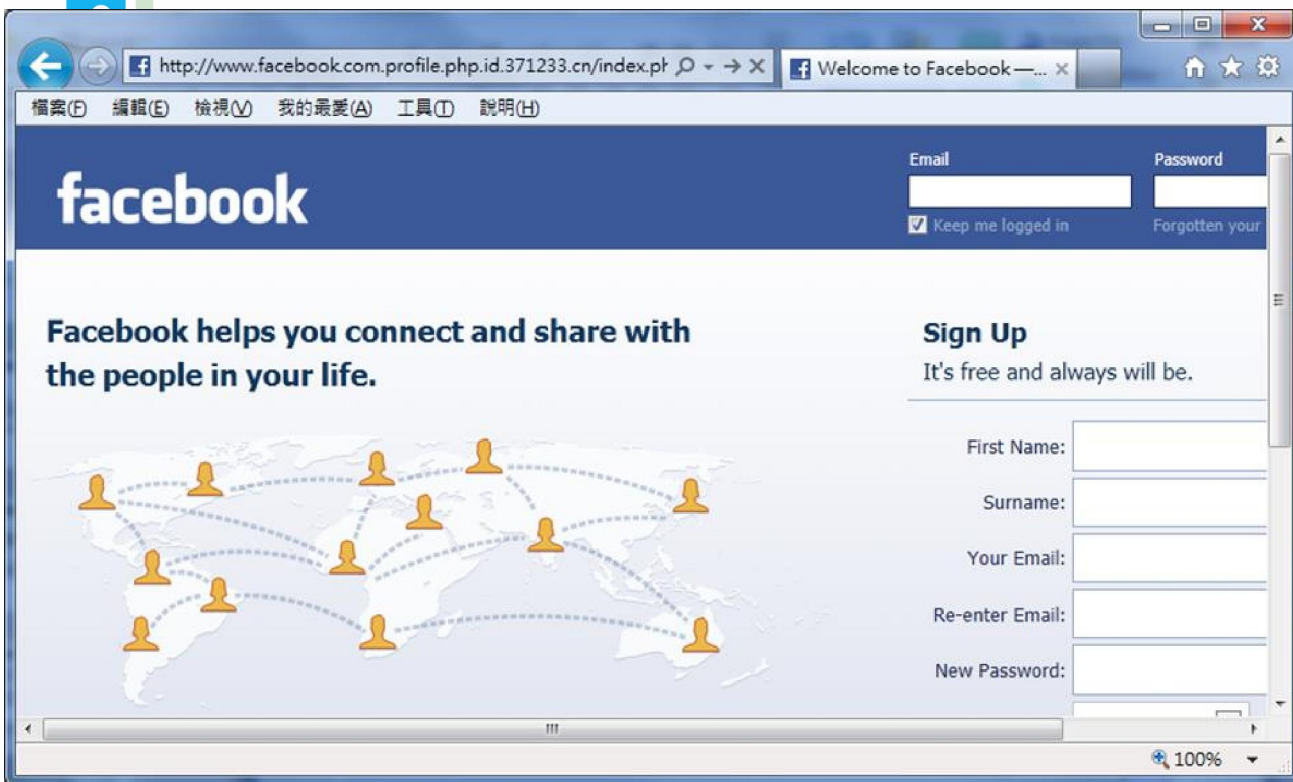 http://www.facebook.com.profile.php.id.371233.cn/index.ph
Welcome to Facebook — ...
檔案(F) 編輯(E) 檢視(V) 我的最愛(A) 工具(T) 說明(H)
facebook
Email
Password
Keep me logged in
Forgotten your
Facebook helps you connect and share with
the people in your life.
Sign Up
It's free and always will be.
First Name:
Surname:
Your Email:
Re-enter Email:
New Password:
100%